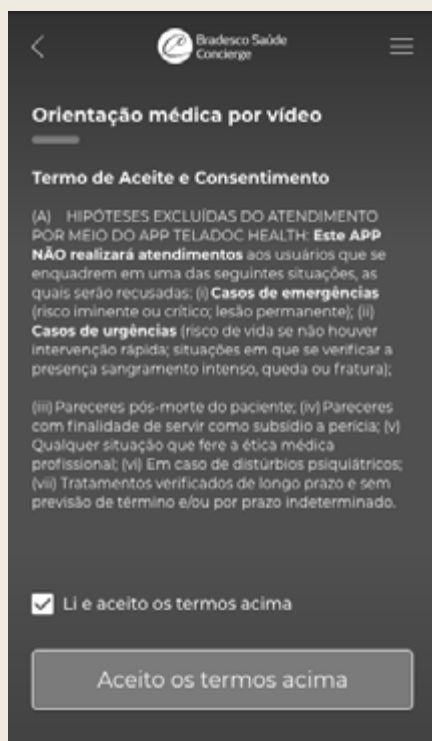 Bradesco Saúde
Concierge
Orientação médica por vídeo
Termo de Aceite e Consentimento
(A) HIPÓTESES EXCLUÍDAS DO ATENDIMENTO
POR MEIO DO APP TELADOC HEALTH: Este APP
NÃO realizará atendimentos aos usuários que se
enquadrem em uma das seguintes situações, as
quais serão recusadas: (i) Casos de emergências
(risco iminente ou crítico; lesão permanente); (ii)
Casos de urgências (risco de vida se não houver
intervenção rápida; situações em que se verificar a
presença sangramento intenso, queda ou fratura);
(iii) Pareceres pós-morte do paciente; (iv) Pareceres
com finalidade de servir como subsídio a perícia; (v)
Qualquer situação que fere a ética médica
profissional; (vi) Em caso de distúrbios psiquiátricos;
(vii) Tratamentos verificados de longo prazo e sem
previsão de término e/ou por prazo indeterminado.
Li e aceito os termos acima
Aceito os termos acima